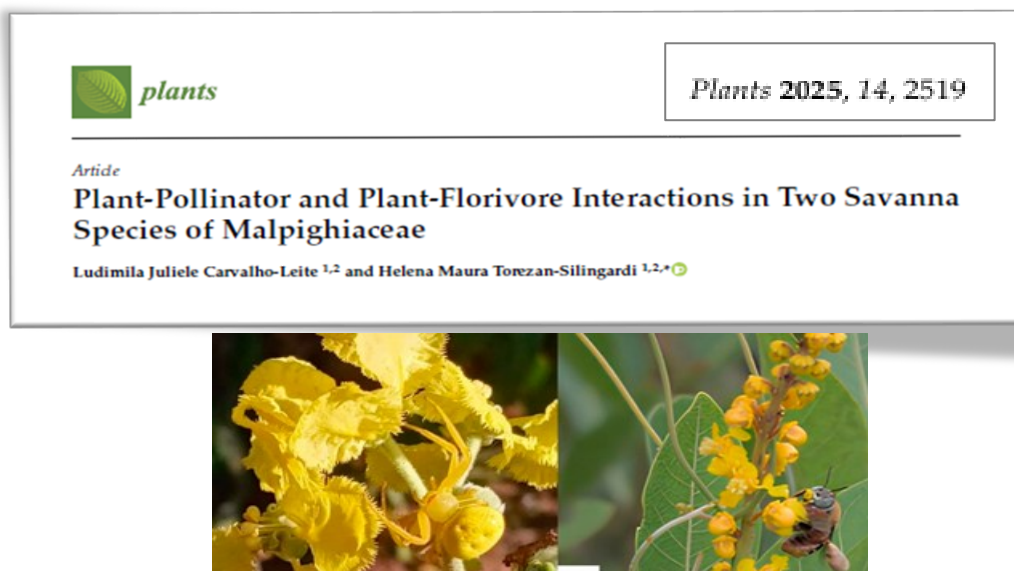 plants
Plants 2025, 14, 2519
Article
Plant-Pollinator and Plant-Florivore Interactions in Two Savanna
Species of Malpighiaceae
Ludimila Juliele Carvalho-Leite 1,2 and Helena Maura Torezan-Silingardi 1,2,*